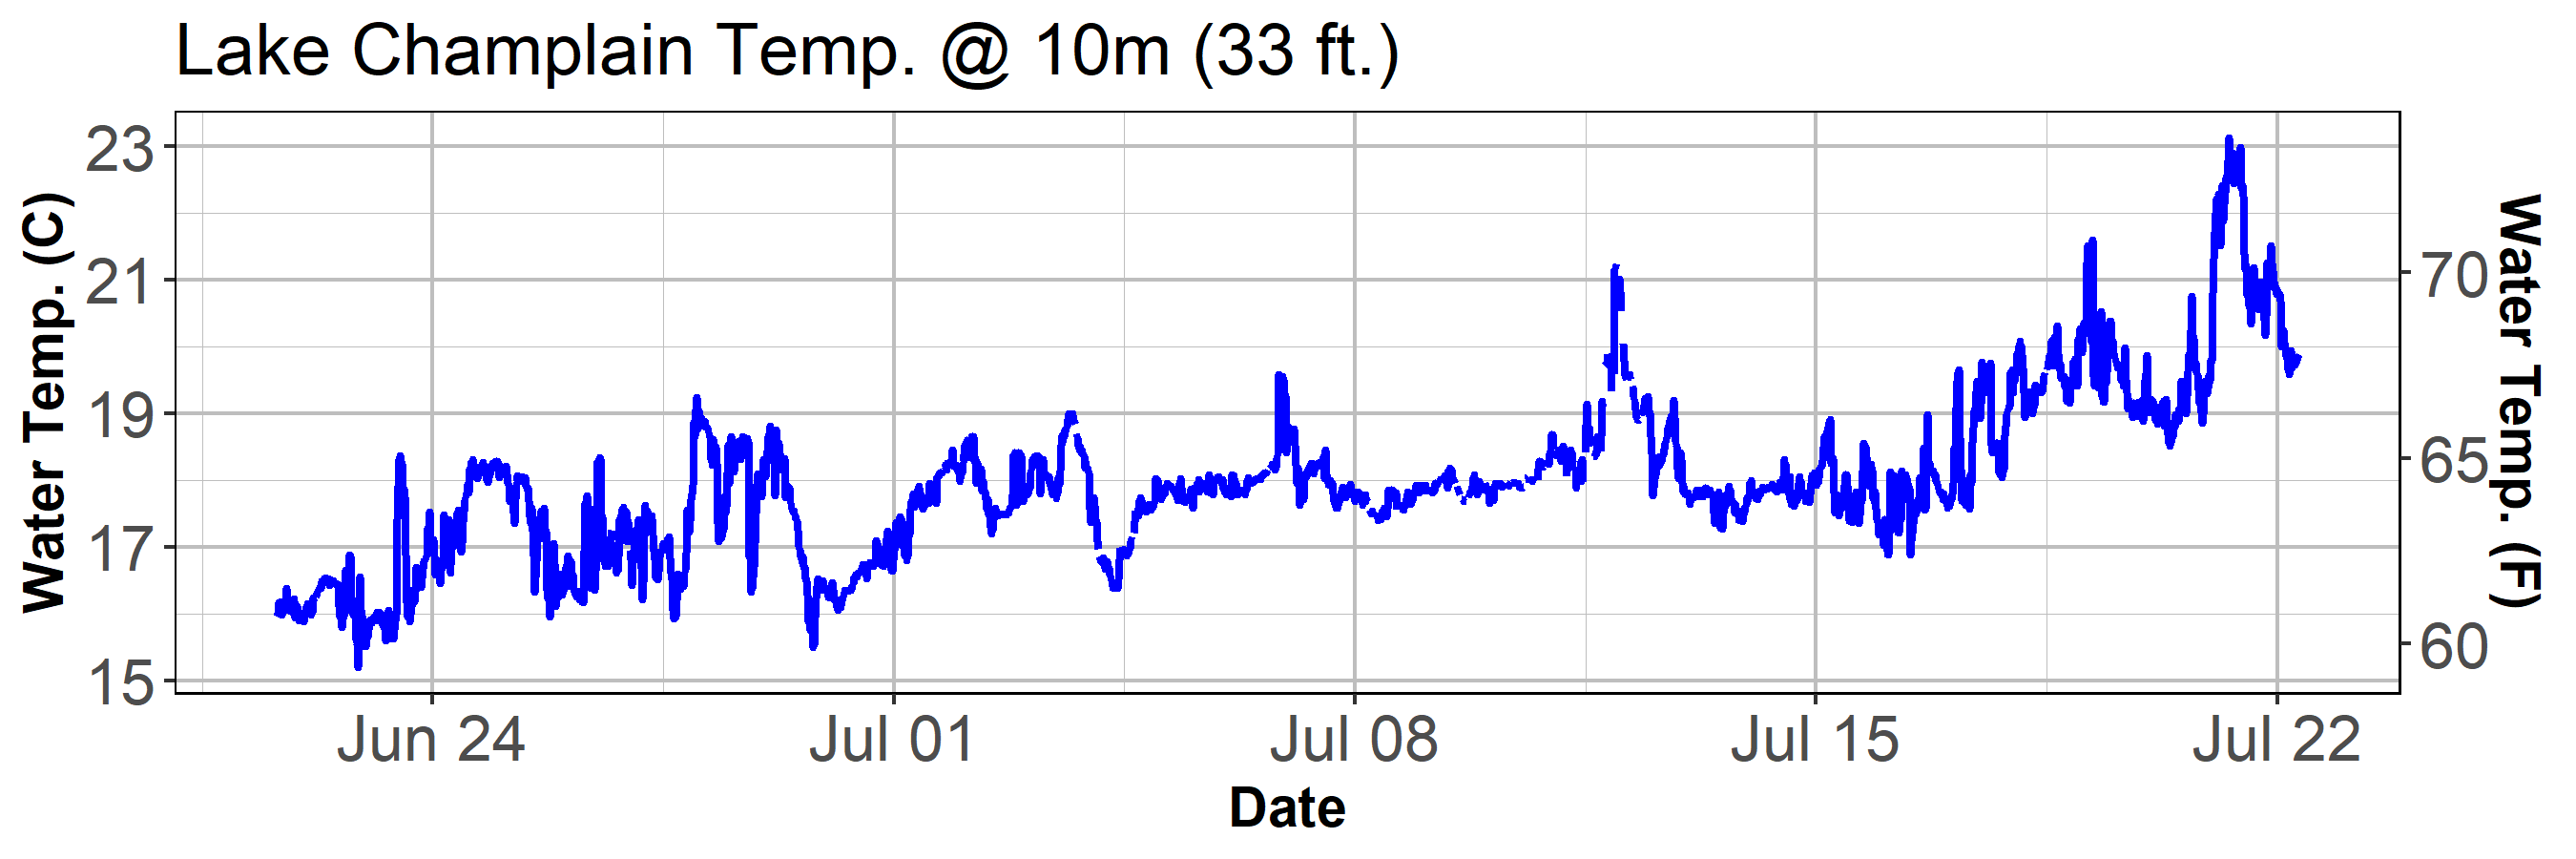 Lake Champlain Temp. @ 10m (33 ft.)
Water Temp. (C)
23
21
19
17
15
70
65
60
Water Temp. (F)
Jun 24
Jul 01
Jul 08
Jul 15
Jul 22
Date